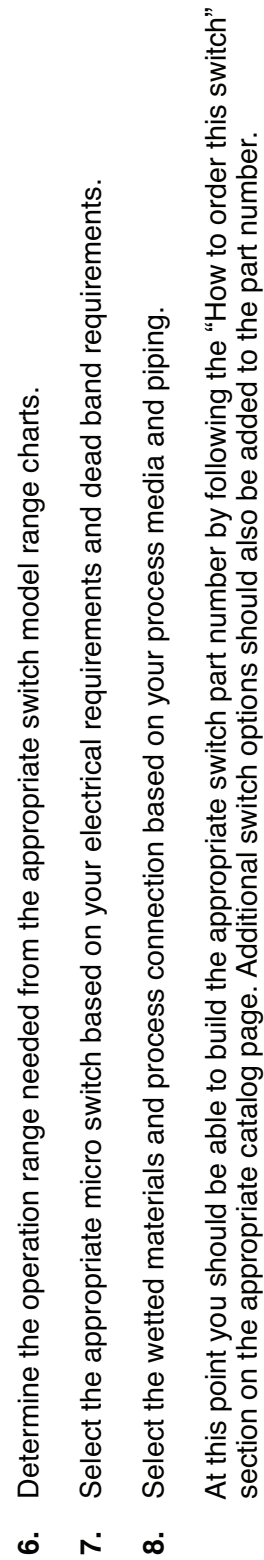 6. Determine the operation range needed from the appropriate switch model range charts.
7. Select the appropriate micro switch based on your electrical requirements and dead band requirements.
8. Select the wetted materials and process connection based on your process media and piping.
At this point you should be able to build the appropriate switch part number by following the “How to order this switch”
section on the appropriate catalog page. Additional switch options should also be added to the part number.